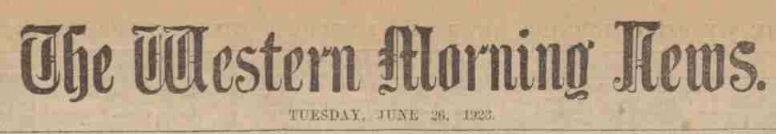 The Western Morning News.
TUESDAY, JUNE 26, 1923.